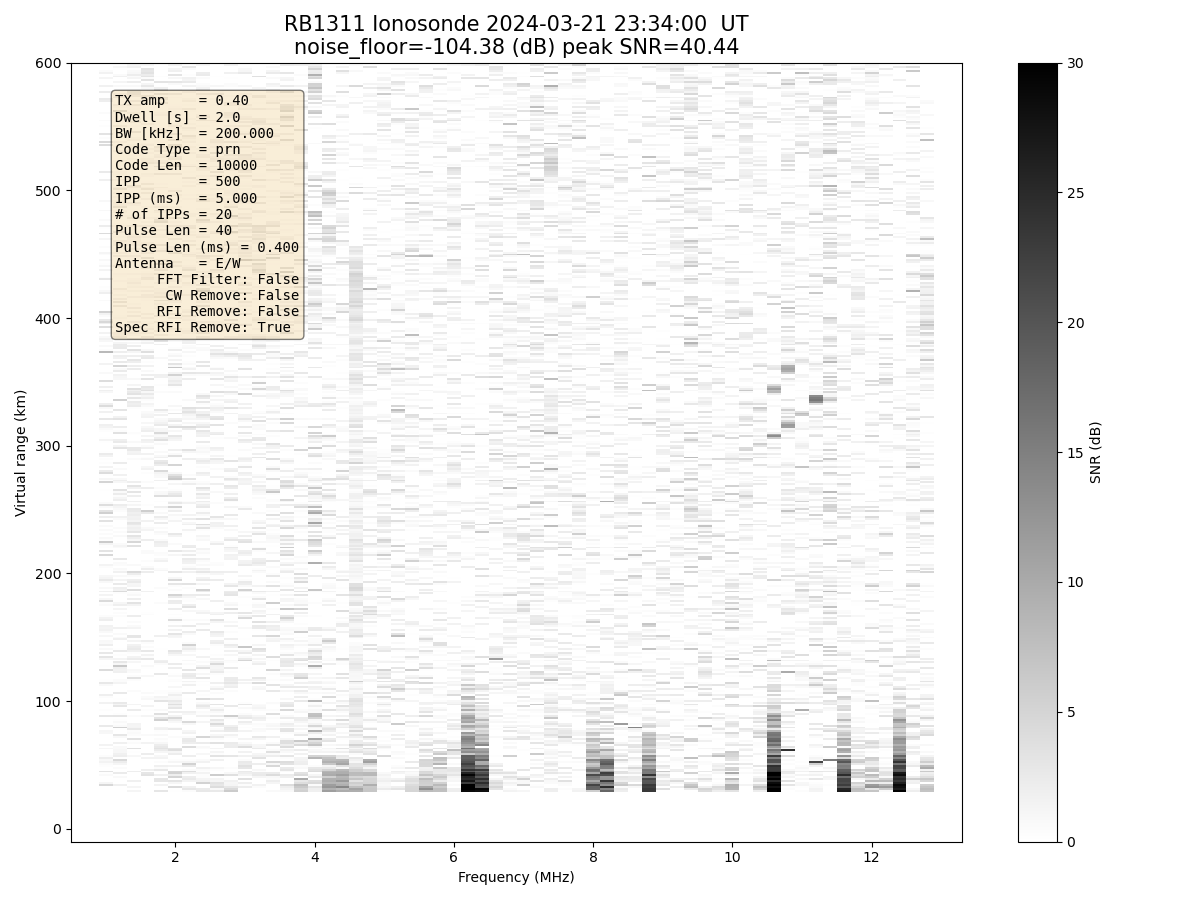 RB1311 Ionosonde 2024-03-21 23:34:00 UT
noise_floor=-104.38 (dB) peak SNR=40.44
TX amp = 0.40
Dwell [s] = 2.0
BW [kHz] = 200.000
Code Type = prn
Code Len = 10000
IPP = 500
IPP (ms) = 5.000
# of IPPs = 20
Pulse Len = 40
Pulse Len (ms) = 0.400
Antenna = E/W
FFT Filter: False
CW Remove: False
RFI Remove: False
Spec RFI Remove: True
600
500
400
300
200
100
0
Virtual range (km)
2 4 6 8 10 12
Frequency (MHz)
30
25
20
15
10
5
0
SNR (dB)